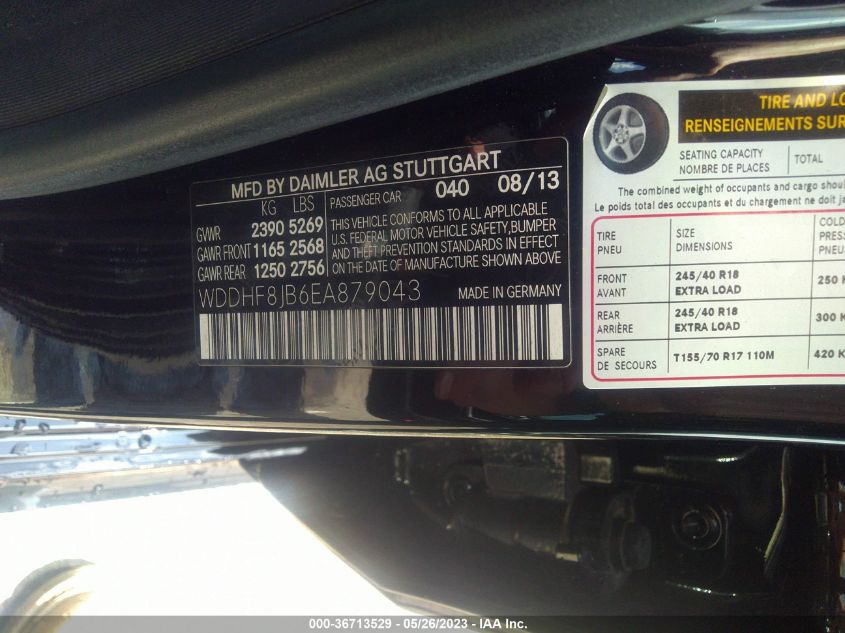 MFD BY DAIMLER AG STUTTGART
KG LBS
GVWR 2390 5269
GAWR FRONT 1165 2568
GAWR REAR 1250 2756
PASSENGER CAR 040 08/13
THIS VEHICLE CONFORMS TO ALL APPLICABLE
U.S. FEDERAL MOTOR VEHICLE SAFETY,BUMPER
AND THEFT PREVENTION STANDARDS IN EFFECT
ON THE DATE OF MANUFACTURE SHOWN ABOVE
WDDHF8JB6EA879043 MADE IN GERMANY
TIRE AND LO
RENSEIGNEMENTS SUR
SEATING CAPACITY
NOMBRE DE PLACES
TOTAL
The combined weight of occupants and cargo shou
Le poids total des occupants et du chargement ne doit ja
TIRE SIZE COLD
PNEU DIMENSIONS PRESS
PNEUS
FRONT 245/40 R18 250 K
AVANT EXTRA LOAD
REAR 245/40 R18 300 K
ARRIÈRE EXTRA LOAD
SPARE T155/70 R17 110M 420 K
DE SECOURS
000-36713529 - 05/26/2023 - IAA Inc.